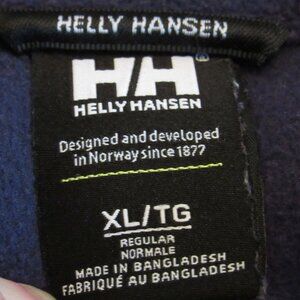 HELLY HANSEN
H/H®
HELLY HANSEN
Designed and developed
in Norway since 1877
XL/TG
REGULAR
NORMALE
MADE IN BANGLADESH
FABRIQUÉ AU BANGLADESH